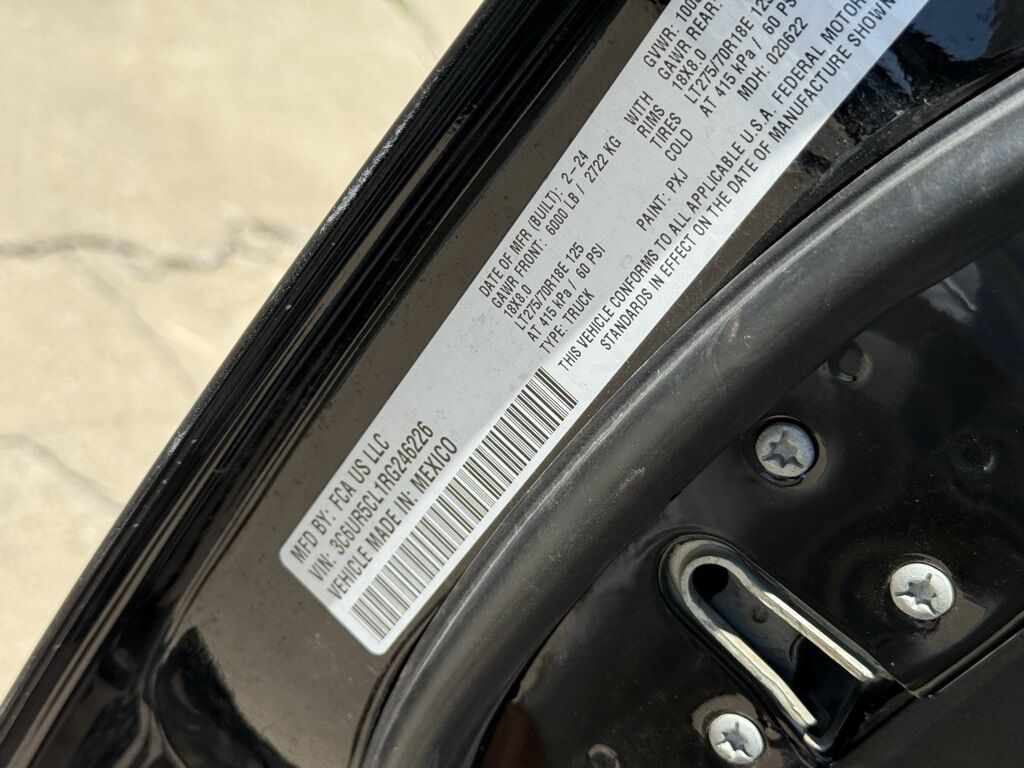 MFD BY: FCA US LLC
DATE OF MFR (BUILT): 2-24
GVWR:
GAWR FRONT: 6000 LB / 2722 KG
WITH
GAWR REAR:
18X8.0
RIMS
18X8.0
LT275/70R18E 125
TIRES
LT275/70R18E 125
AT 415 kPa / 60 PSI
COLD
AT 415 kPa / 60 PS
VIN: 3C6UR5CL1RG246226
TYPE: TRUCK
PAINT: PXJ
MDH: 020622
VEHICLE MADE IN: MEXICO
THIS VEHICLE CONFORMS TO ALL APPLICABLE U.S.A. FEDERAL MOTOR
STANDARDS IN EFFECT ON THE DATE OF MANUFACTURE SHOWN